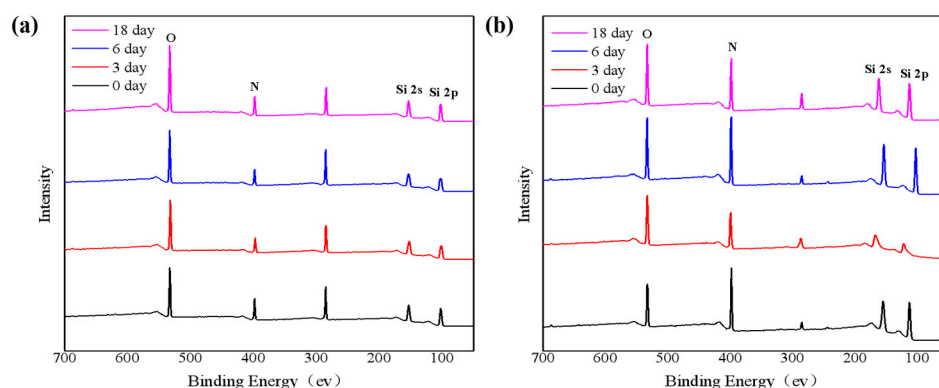 (a)
18 day
6 day
3 day
0 day
O
N
Si 2s
Si 2p
Intensity
700
600
500
400
300
200
100
Binding Energy（ev）
(b)
18 day
6 day
3 day
0 day
O
N
Si 2s
Si 2p
Intensity
700
600
500
400
300
200
100
Binding Energy（ev）